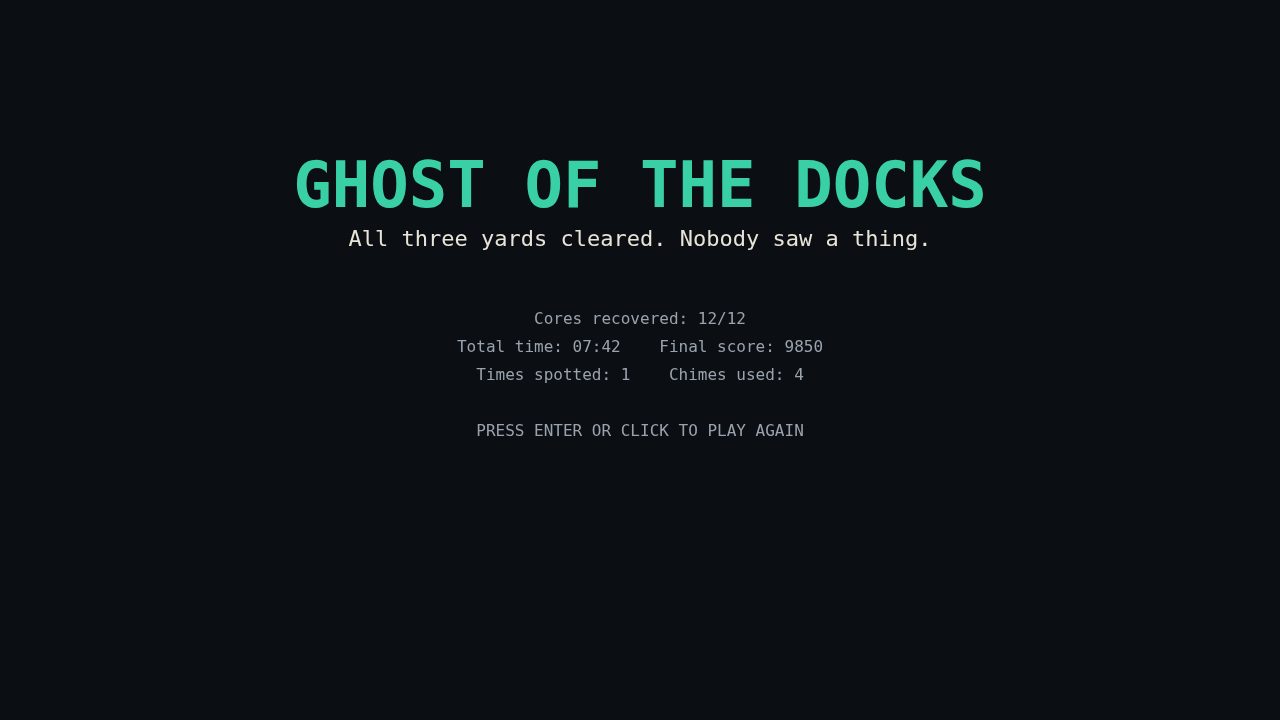 GHOST OF THE DOCKS
All three yards cleared. Nobody saw a thing.
Cores recovered: 12/12
Total time: 07:42    Final score: 9850
Times spotted: 1    Chimes used: 4
PRESS ENTER OR CLICK TO PLAY AGAIN